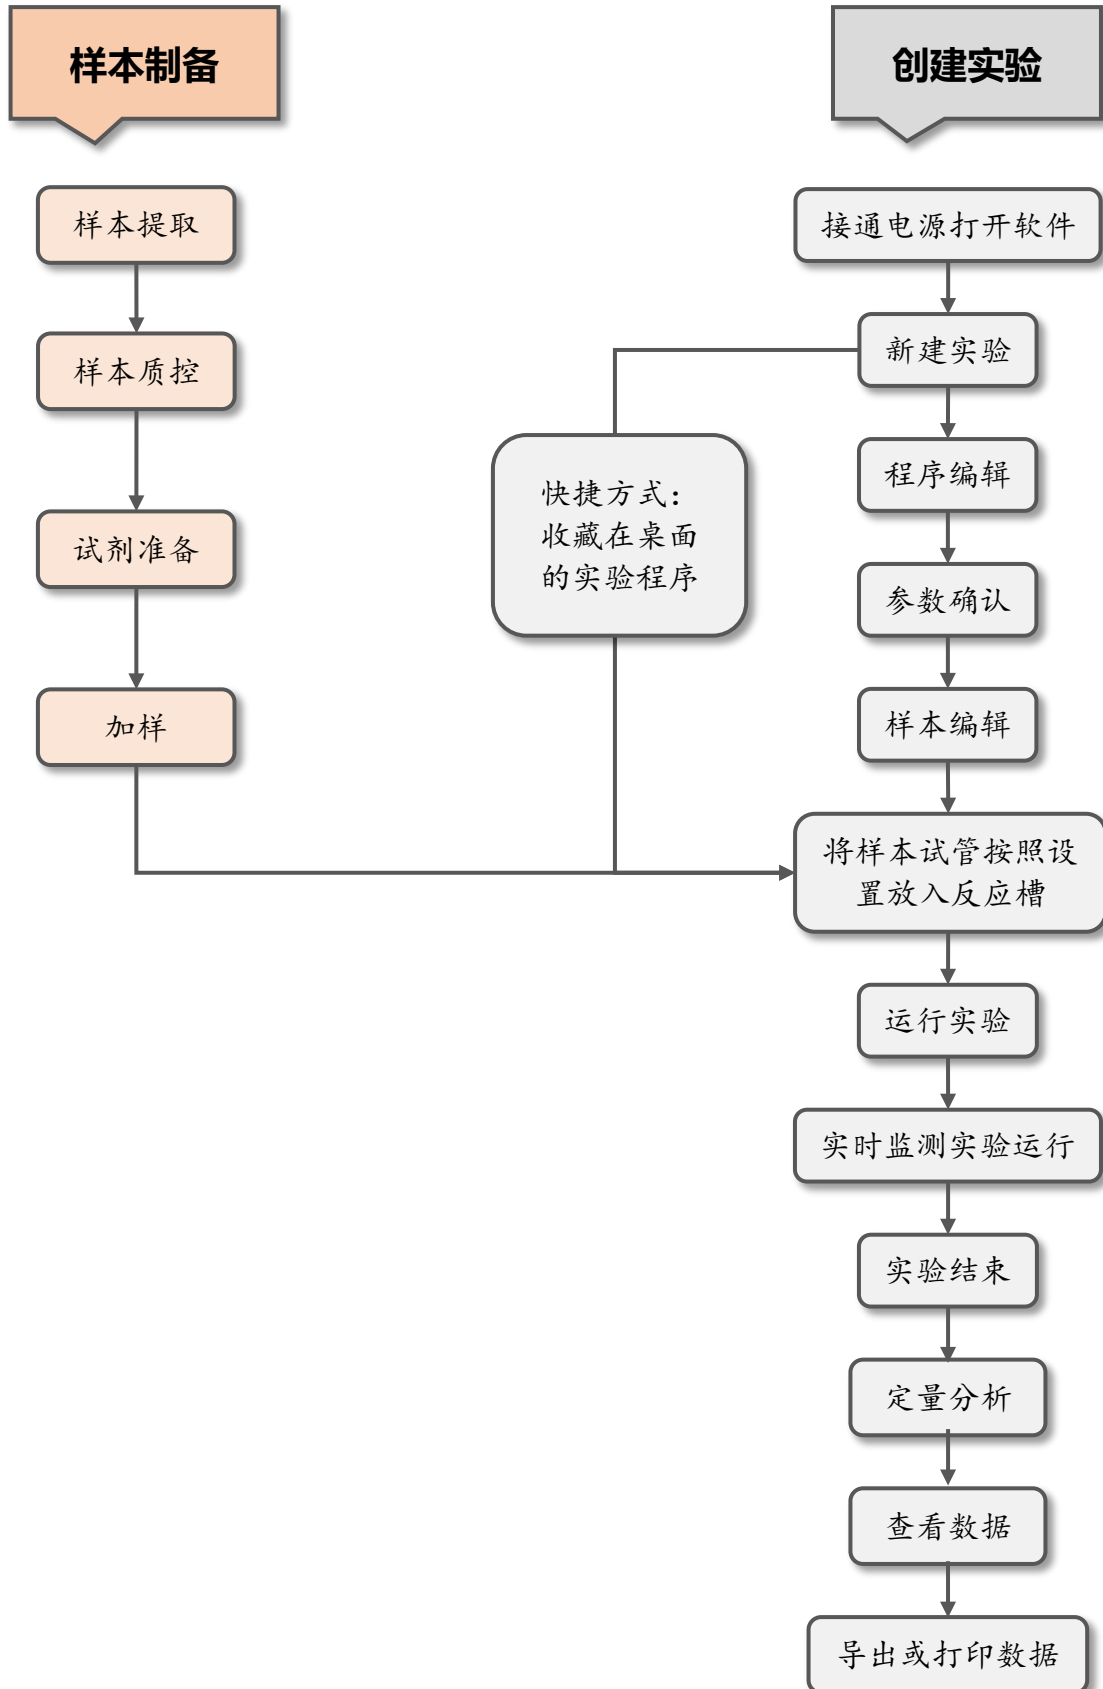 样本制备
样本提取
样本质控
试剂准备
加样
创建实验
接通电源打开软件
新建实验
快捷方式：
收藏在桌面
的实验程序
程序编辑
参数确认
样本编辑
将样本试管按照设
置放入反应槽
运行实验
实时监测实验运行
实验结束
定量分析
查看数据
导出或打印数据